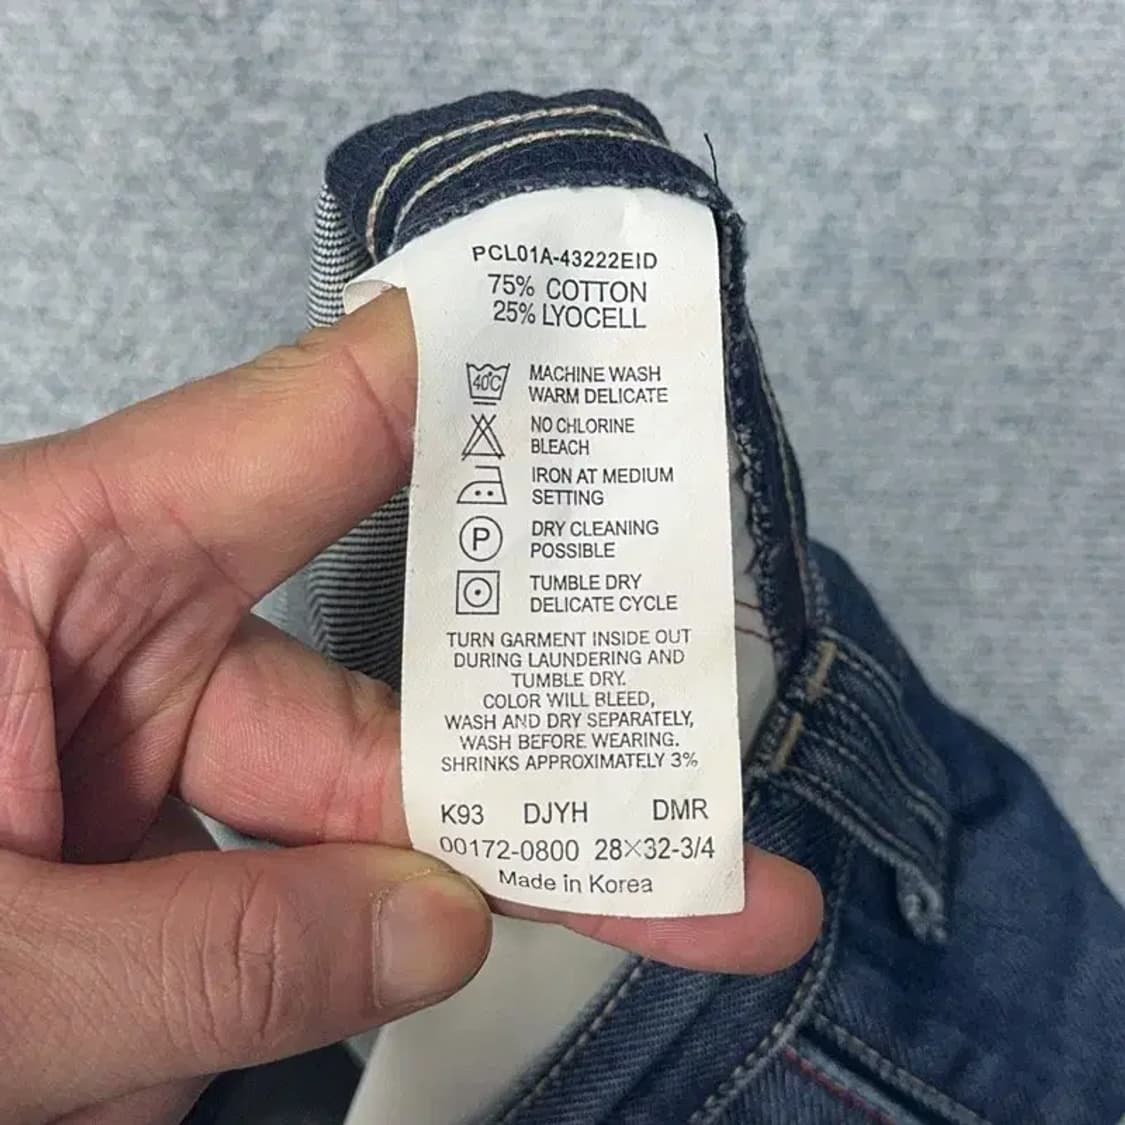 PCL01A-43222EID
75% COTTON
25% LYOCELL
40°C
MACHINE WASH
WARM DELICATE
NO CHLORINE
BLEACH
IRON AT MEDIUM
SETTING
P
DRY CLEANING
POSSIBLE
TUMBLE DRY
DELICATE CYCLE
TURN GARMENT INSIDE OUT
DURING LAUNDERING AND
TUMBLE DRY.
COLOR WILL BLEED,
WASH AND DRY SEPARATELY,
WASH BEFORE WEARING.
SHRINKS APPROXIMATELY 3%
K93 DJYH DMR
00172-0800 28×32-3/4
Made in Korea